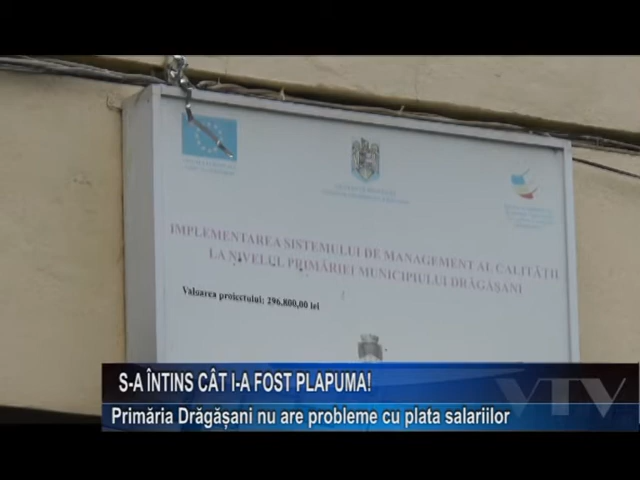 IMPLEMENTAREA SISTEMULUI DE MANAGEMENT AL CALITĂȚII
LA NIVELUL PRIMĂRIEI MUNICIPIULUI DRĂGĂȘANI
Valoarea proiectului: 296.800,00 lei
S-A ÎNTINS CÂT I-A FOST PLAPUMA!
VTV
Primăria Drăgășani nu are probleme cu plata salariilor